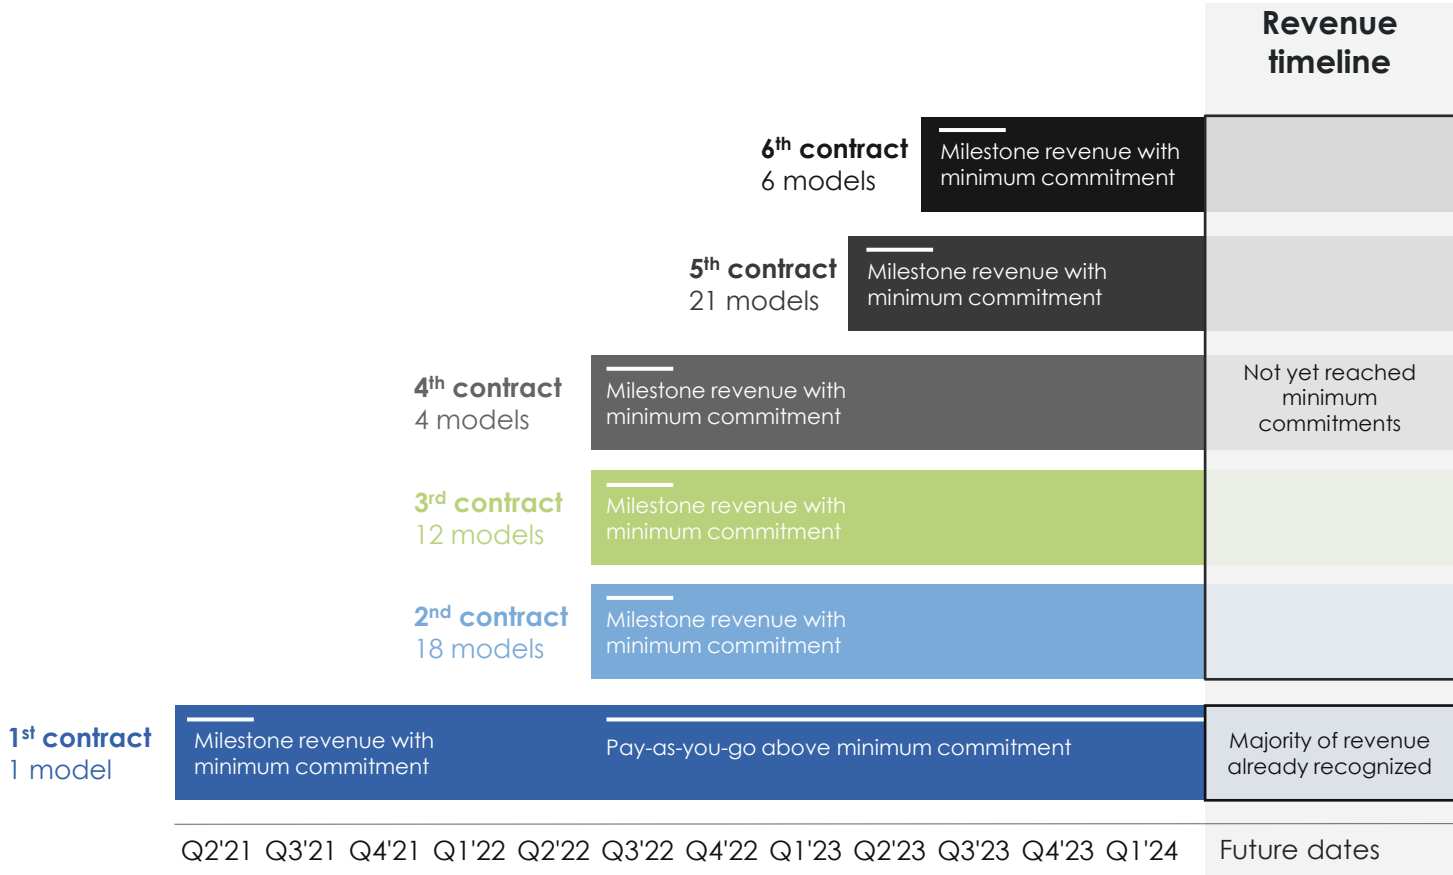 Revenue
timeline
6th contract
6 models
Milestone revenue with
minimum commitment
5th contract
21 models
Milestone revenue with
minimum commitment
4th contract
4 models
Milestone revenue with
minimum commitment
Not yet reached
minimum
commitments
3rd contract
12 models
Milestone revenue with
minimum commitment
2nd contract
18 models
Milestone revenue with
minimum commitment
1st contract
1 model
Milestone revenue with
minimum commitment
Pay-as-you-go above minimum commitment
Majority of revenue
already recognized
Q2'21 Q3'21 Q4'21 Q1'22 Q2'22 Q3'22 Q4'22 Q1'23 Q2'23 Q3'23 Q4'23 Q1'24 Future dates